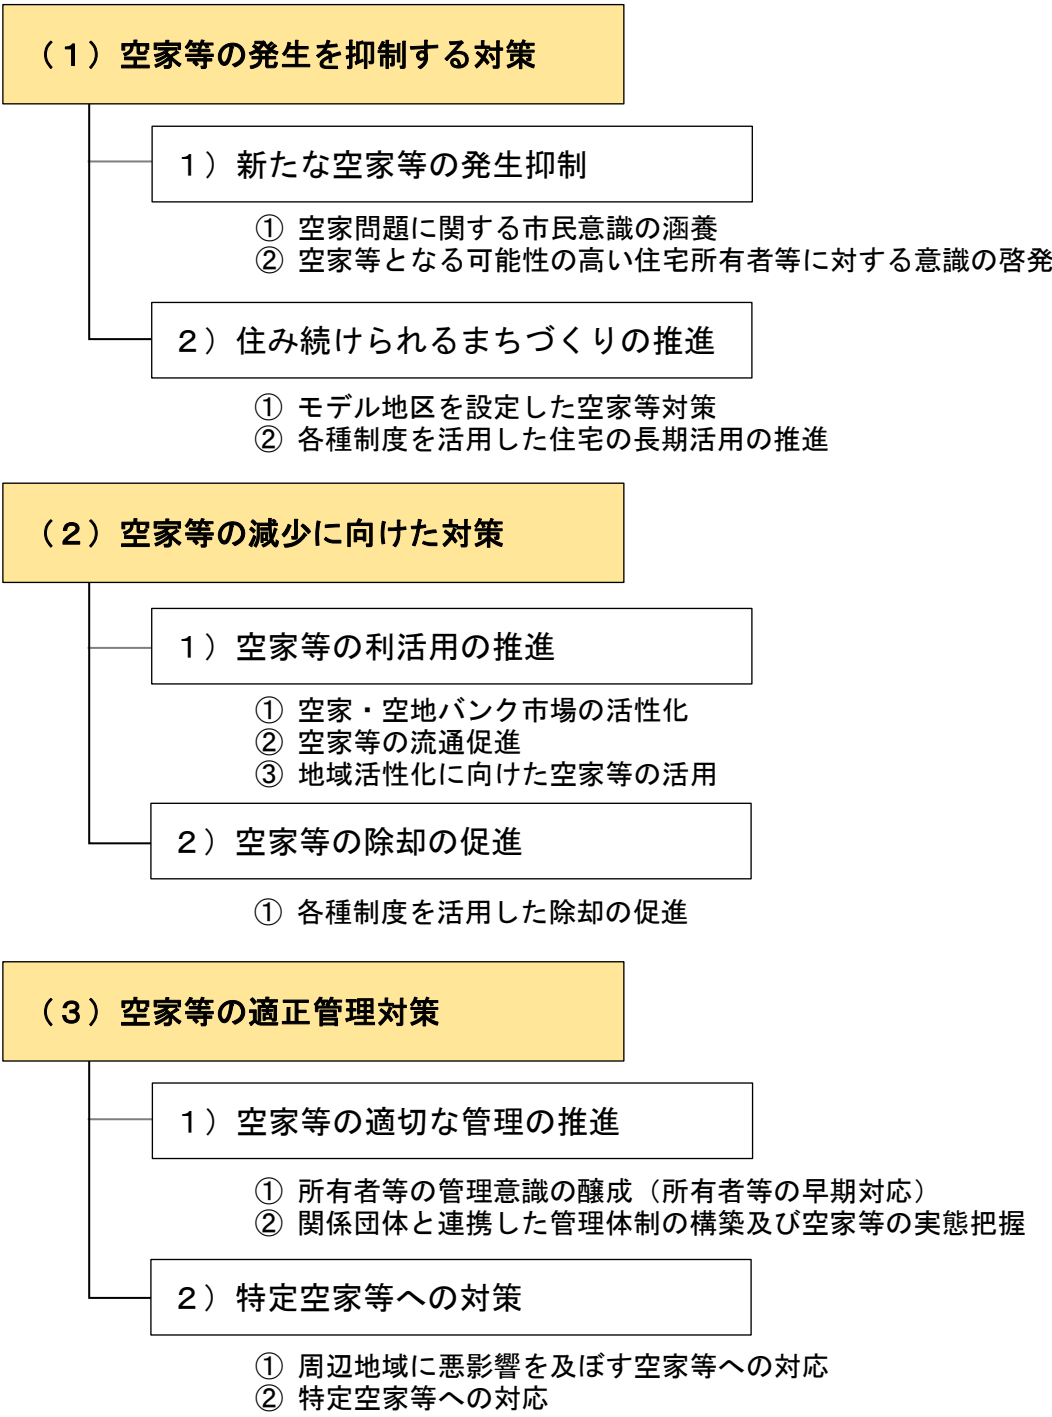 （１）空家等の発生を抑制する対策
１）新たな空家等の発生抑制
① 空家問題に関する市民意識の涵養
② 空家等となる可能性の高い住宅所有者等に対する意識の啓発
２）住み続けられるまちづくりの推進
① モデル地区を設定した空家等対策
② 各種制度を活用した住宅の長期活用の推進
（２）空家等の減少に向けた対策
１）空家等の利活用の推進
① 空家・空地バンク市場の活性化
② 空家等の流通促進
③ 地域活性化に向けた空家等の活用
２）空家等の除却の促進
① 各種制度を活用した除却の促進
（３）空家等の適正管理対策
１）空家等の適切な管理の推進
① 所有者等の管理意識の醸成（所有者等の早期対応）
② 関係団体と連携した管理体制の構築及び空家等の実態把握
２）特定空家等への対策
① 周辺地域に悪影響を及ぼす空家等への対応
② 特定空家等への対応